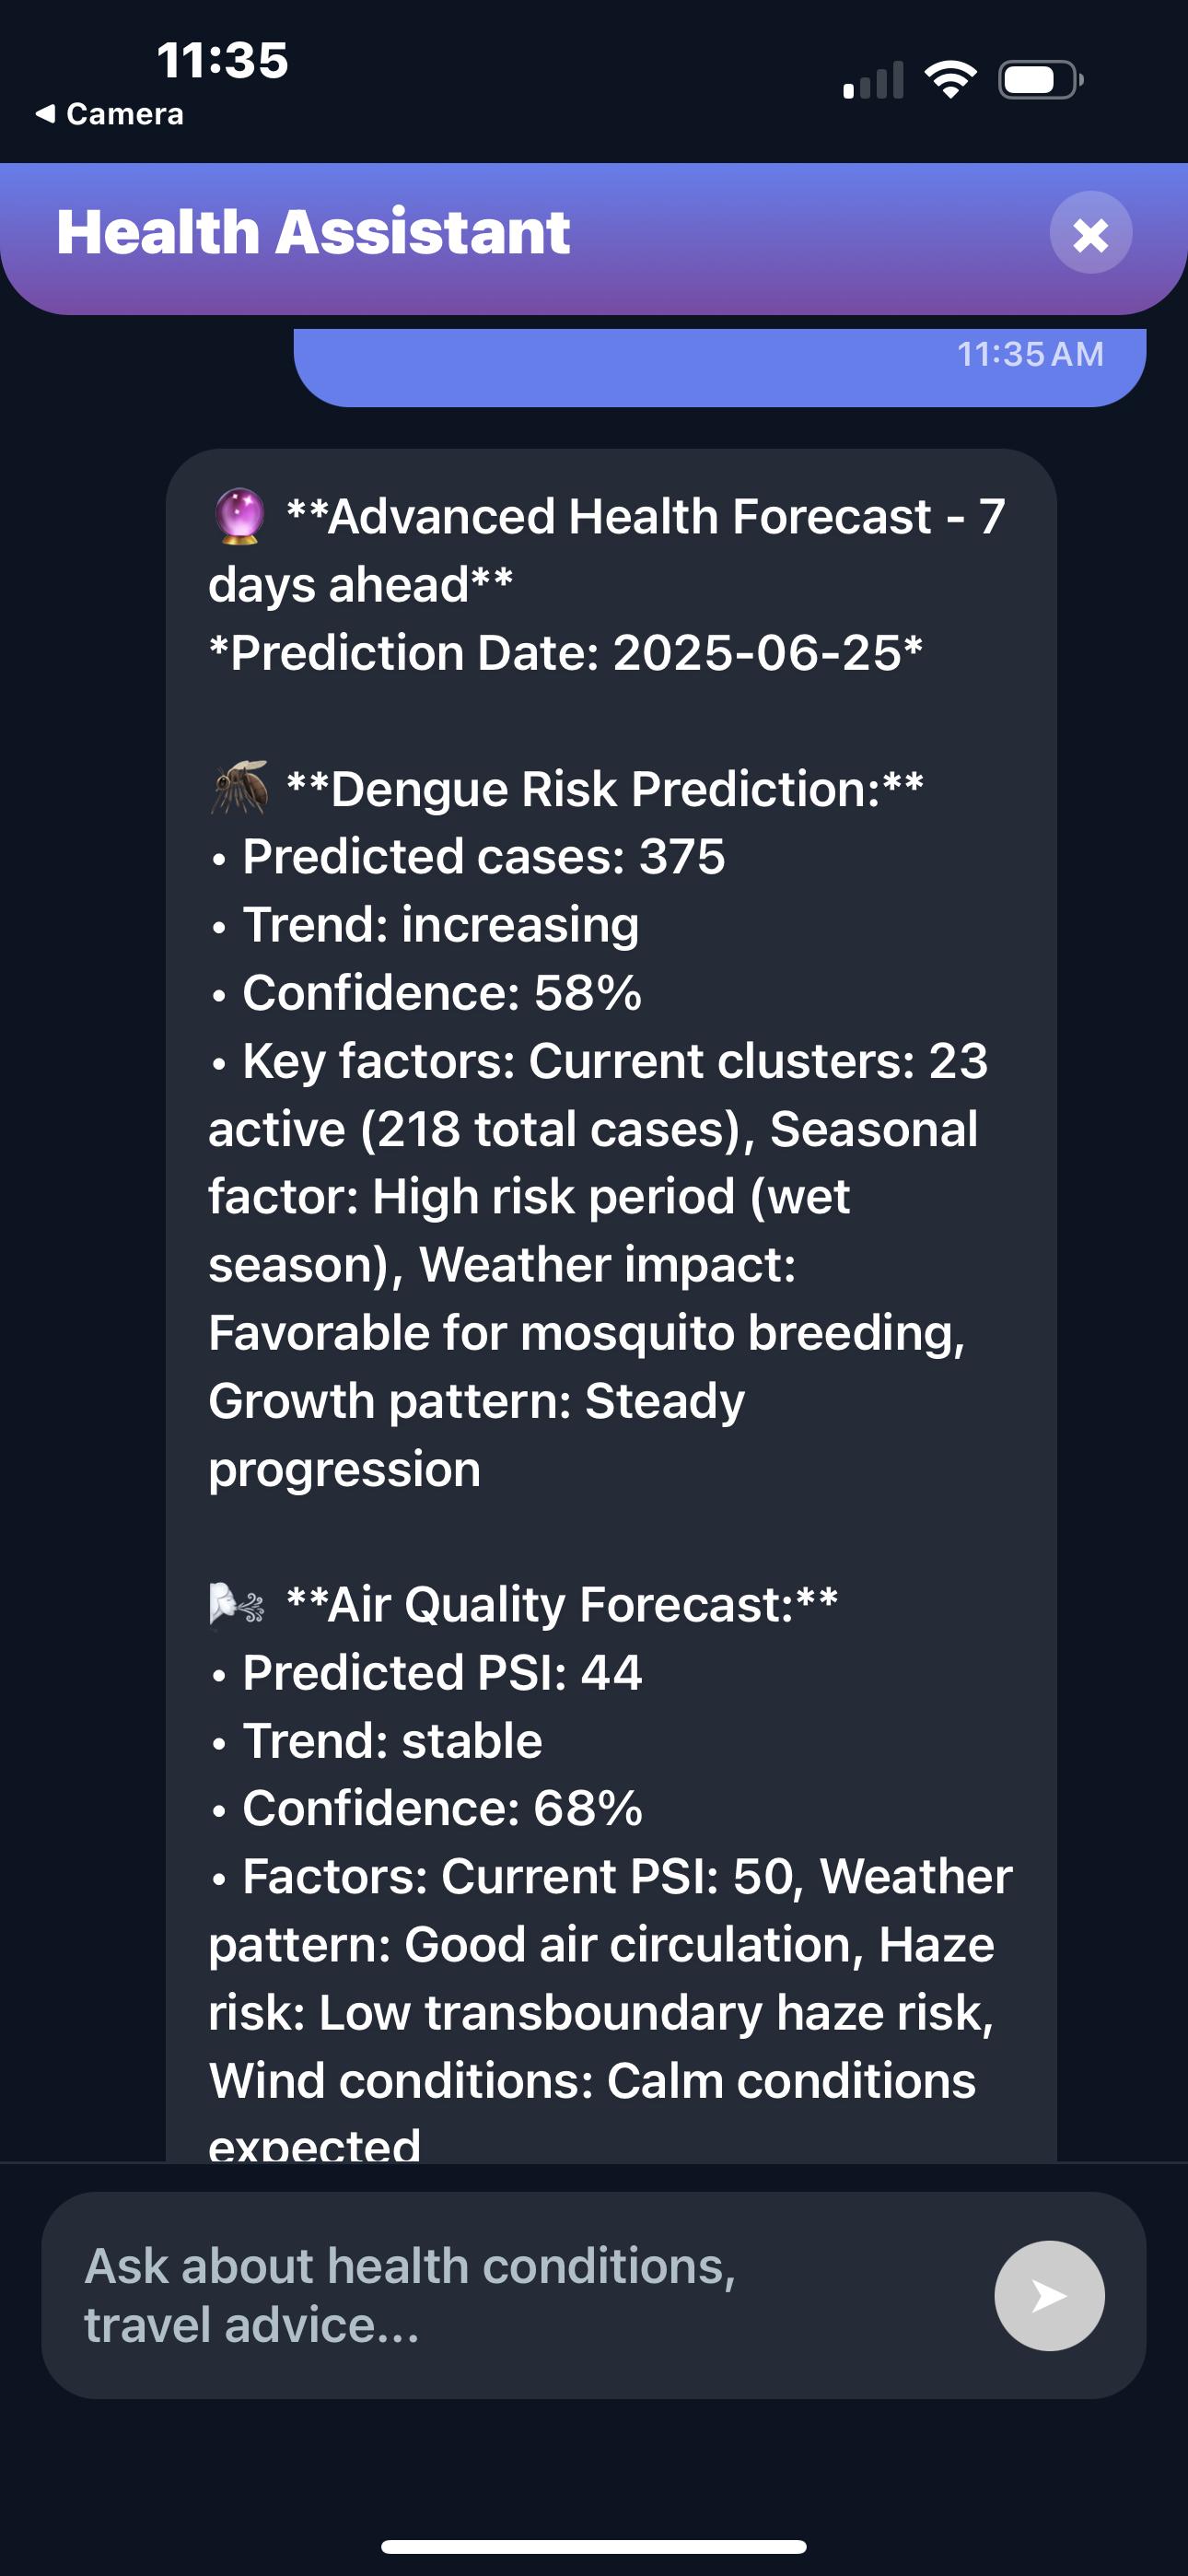 11:35
◀ Camera
Health Assistant
11:35 AM
🔮 **Advanced Health Forecast - 7
days ahead**
*Prediction Date: 2025-06-25*
🦟 **Dengue Risk Prediction:**
• Predicted cases: 375
• Trend: increasing
• Confidence: 58%
• Key factors: Current clusters: 23
active (218 total cases), Seasonal
factor: High risk period (wet
season), Weather impact:
Favorable for mosquito breeding,
Growth pattern: Steady
progression
🌬️ **Air Quality Forecast:**
• Predicted PSI: 44
• Trend: stable
• Confidence: 68%
• Factors: Current PSI: 50, Weather
pattern: Good air circulation, Haze
risk: Low transboundary haze risk,
Wind conditions: Calm conditions
expected
Ask about health conditions,
travel advice...